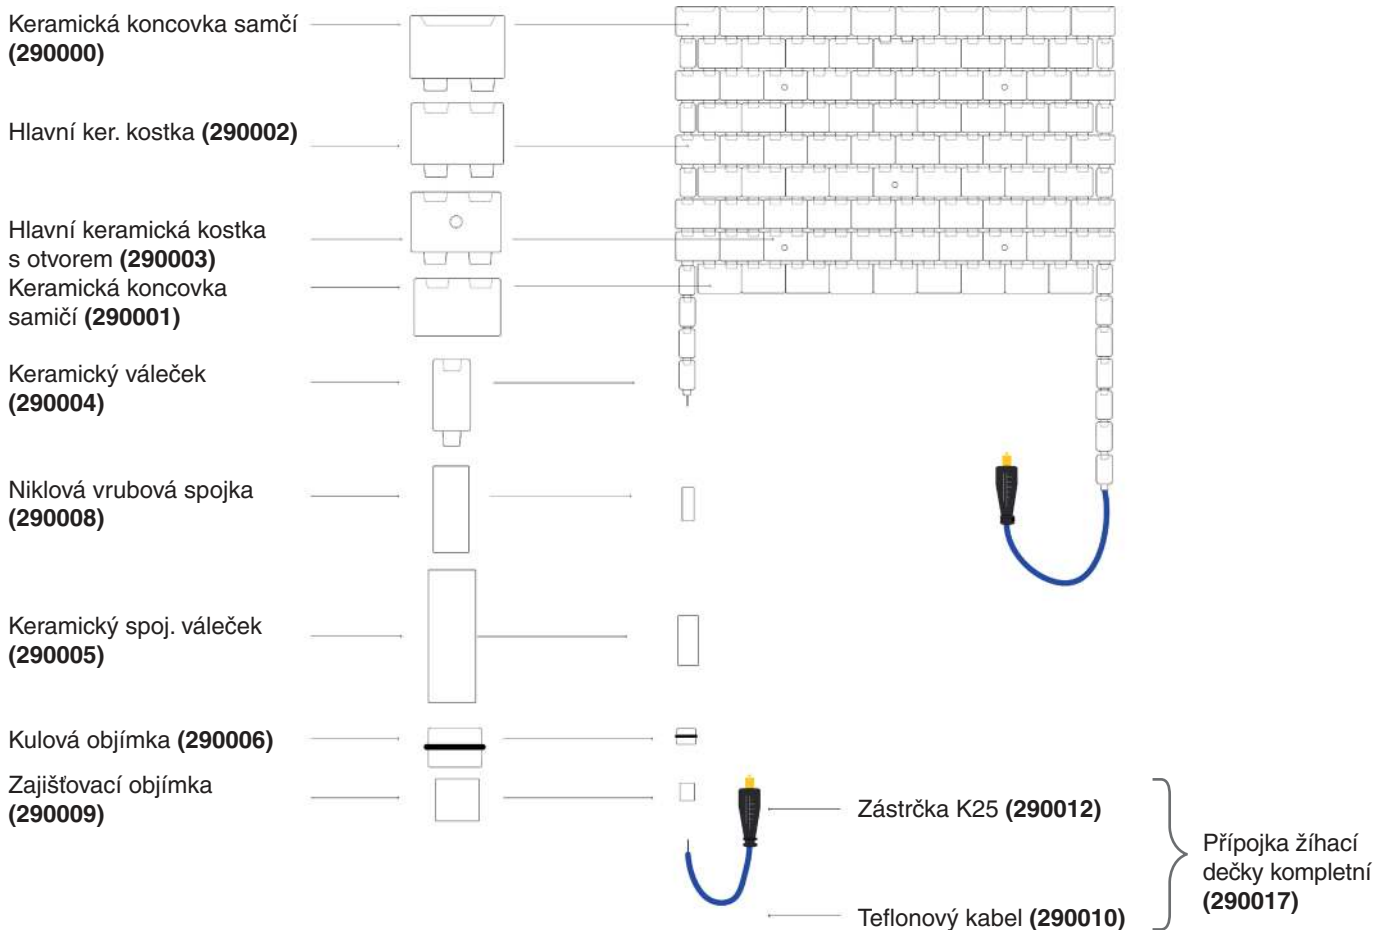 Keramická koncovka samčí
(290000)
Hlavní ker. kostka (290002)
Hlavní keramická kostka
s otvorem (290003)
Keramická koncovka
samičí (290001)
Keramický váleček
(290004)
Niklová vrubová spojka
(290008)
Keramický spoj. váleček
(290005)
Kulová objímka (290006)
Zajišťovací objímka
(290009)
Zástrčka K25 (290012)
Teflonový kabel (290010)
Přípojka žíhací
dečky kompletní
(290017)